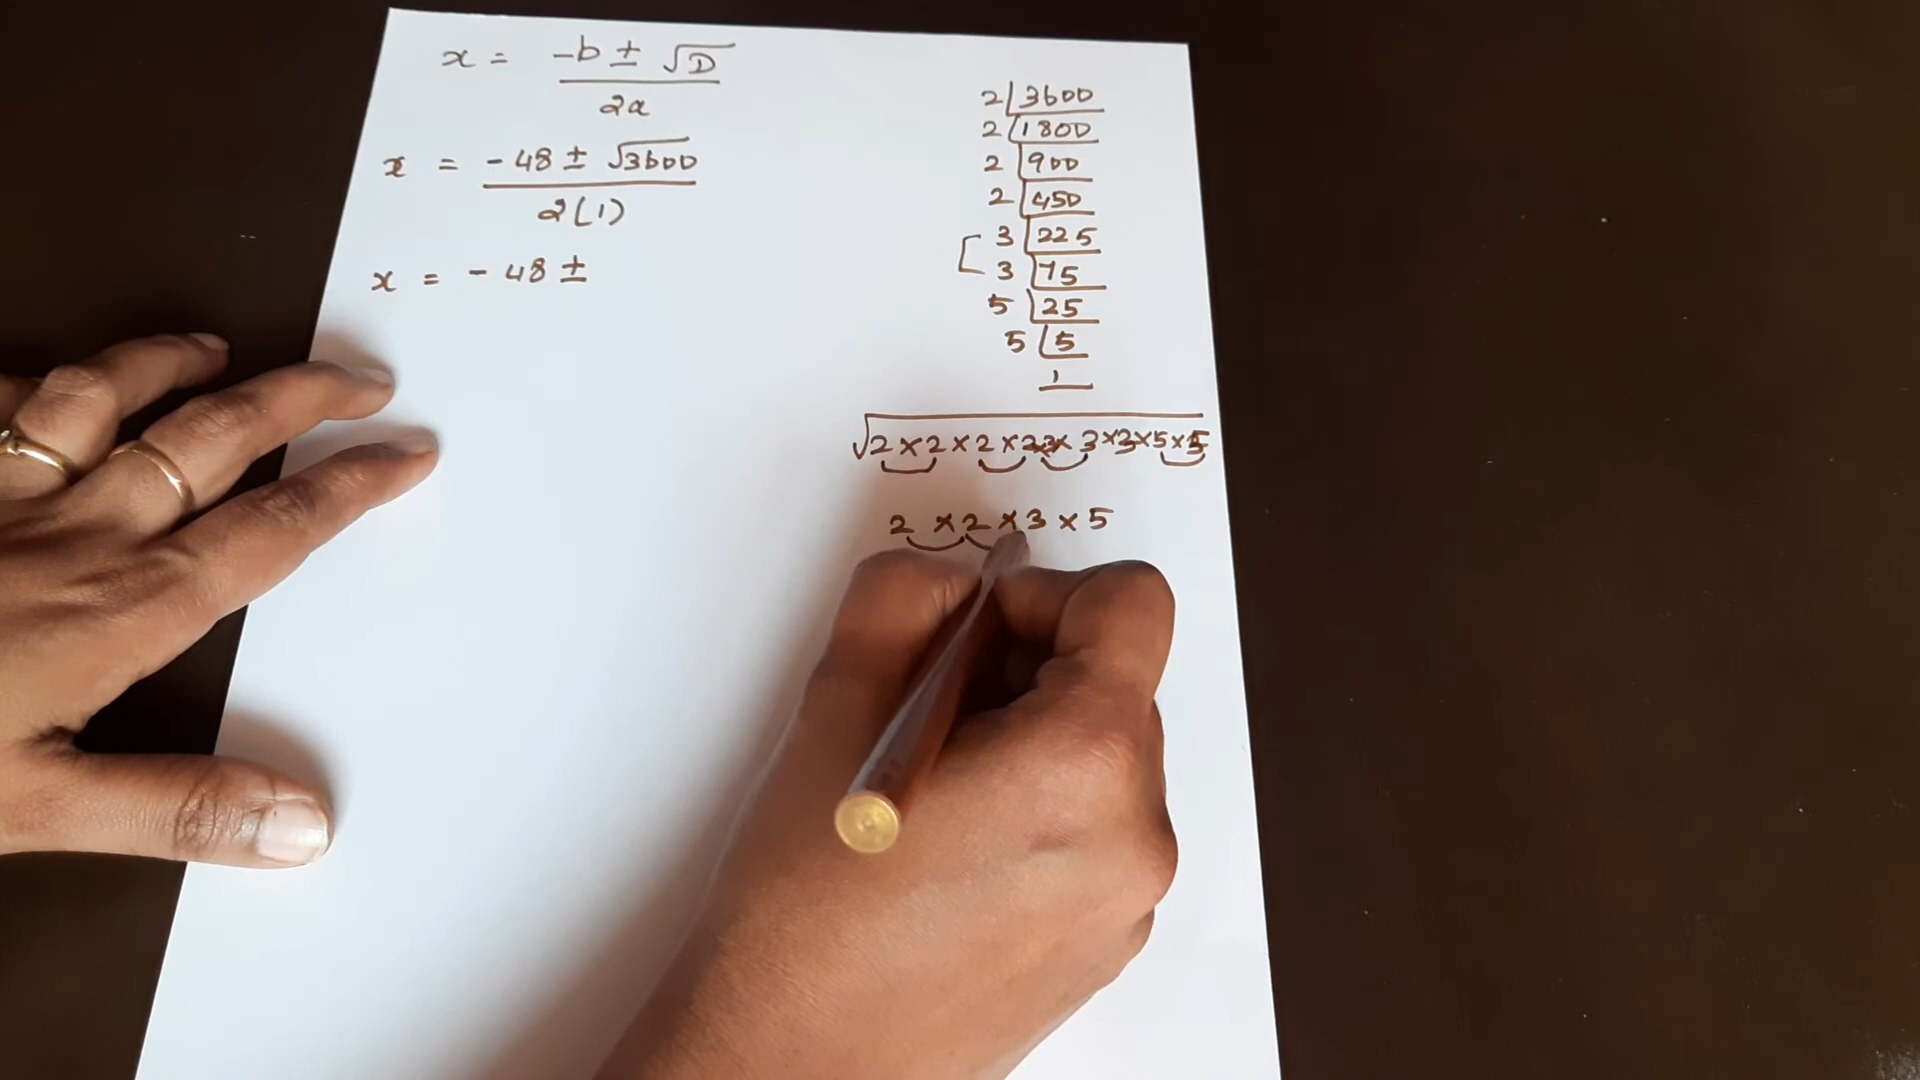 x = -b ± √D
2a
x = -48 ± √3600
2(1)
x = -48 ±
2 3600
2 1800
2 900
2 450
3 225
3 75
5 25
5 5
1
√2 × 2 × 2 × 2 × 3 × 3 × 5 × 5
2 × 2 × 3 × 5